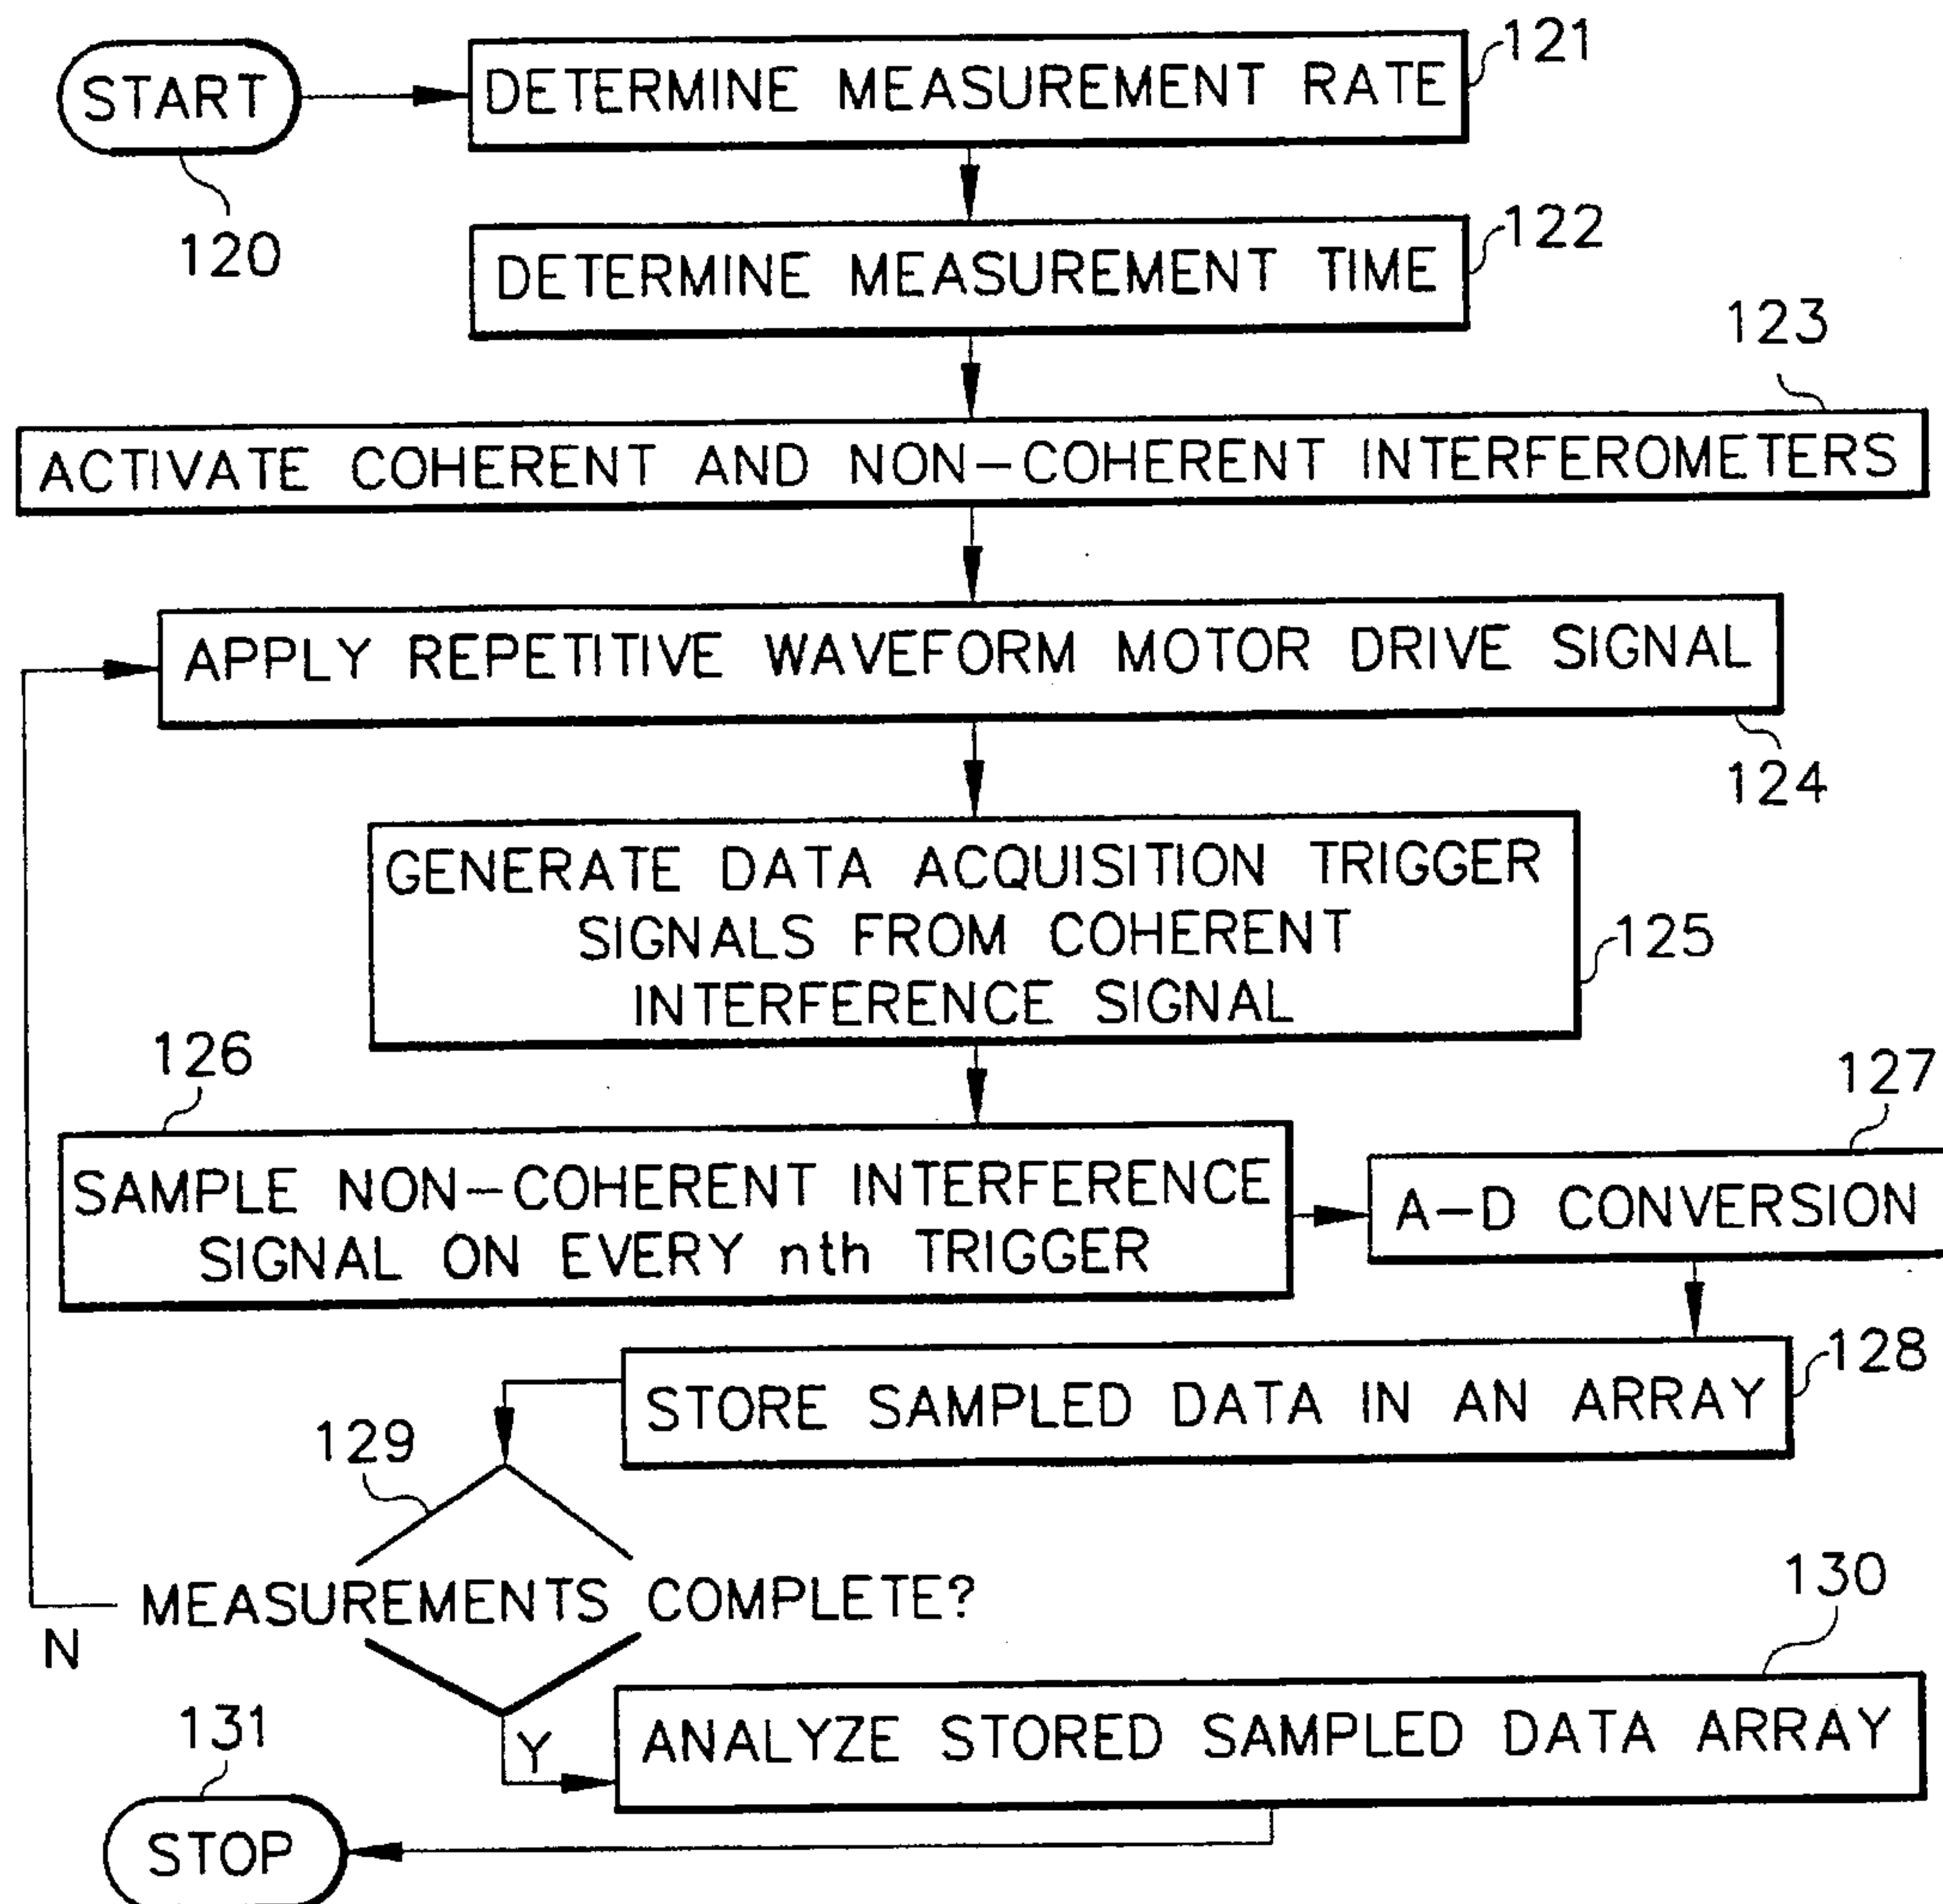 START
120
DETERMINE MEASUREMENT RATE
121
DETERMINE MEASUREMENT TIME
122
123
ACTIVATE COHERENT AND NON-COHERENT INTERFEROMETERS
APPLY REPETITIVE WAVEFORM MOTOR DRIVE SIGNAL
124
GENERATE DATA ACQUISITION TRIGGER
SIGNALS FROM COHERENT
INTERFERENCE SIGNAL
125
126
SAMPLE NON-COHERENT INTERFERENCE
SIGNAL ON EVERY nth TRIGGER
127
A-D CONVERSION
128
STORE SAMPLED DATA IN AN ARRAY
129
MEASUREMENTS COMPLETE?
N
Y
130
ANALYZE STORED SAMPLED DATA ARRAY
131
STOP